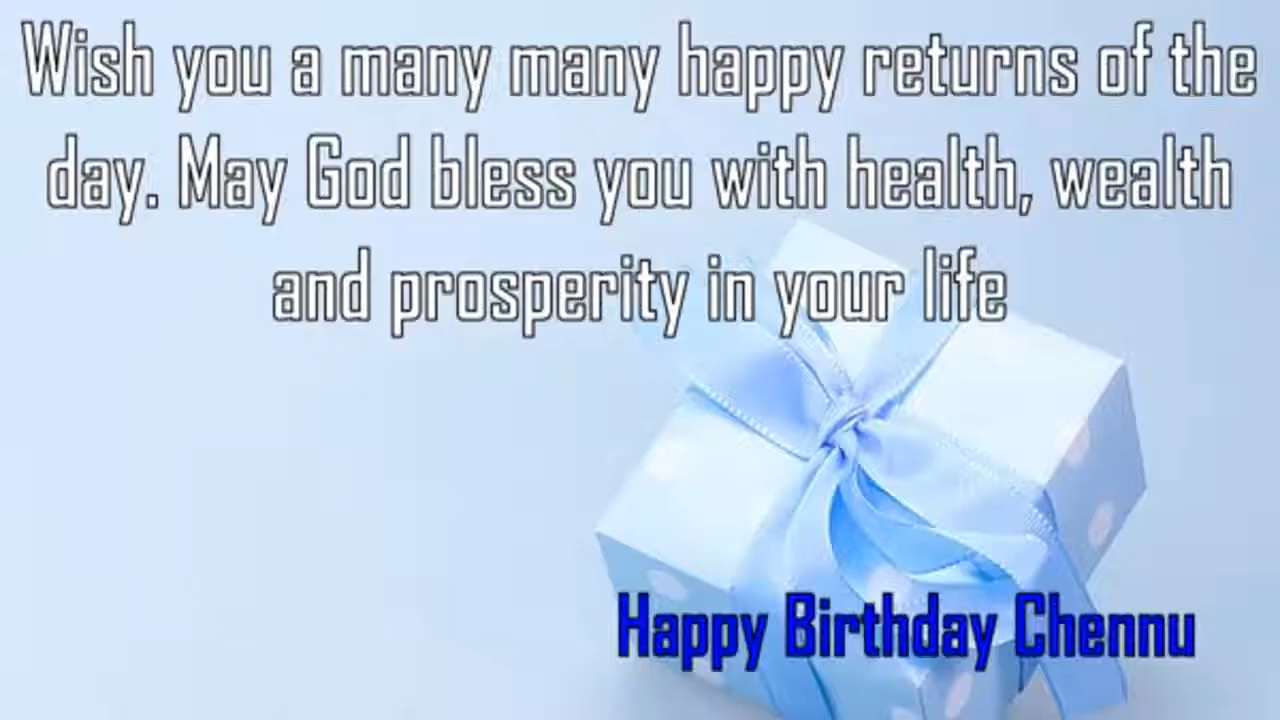 Wish you a many many happy returns of the
day. May God bless you with health, wealth
and prosperity in your life
Happy Birthday Chennu